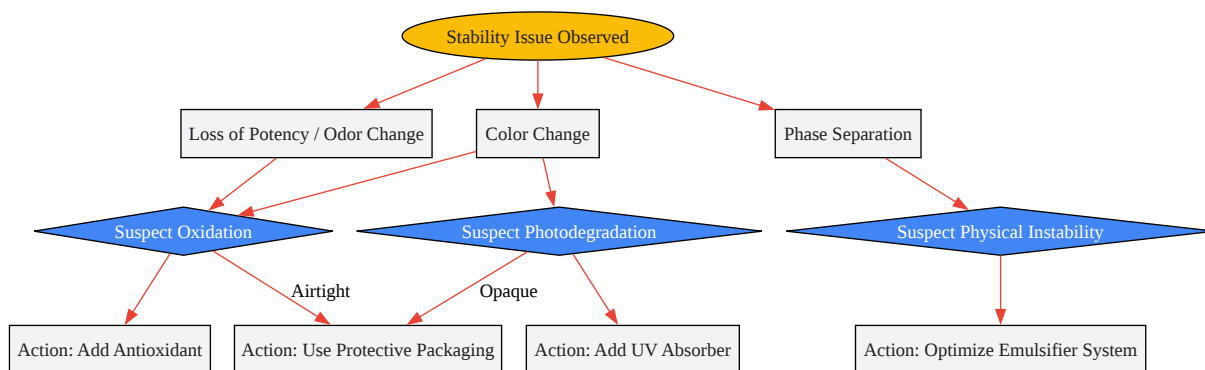 Stability Issue Observed
Loss of Potency / Odor Change
Color Change
Phase Separation
Suspect Oxidation
Suspect Photodegradation
Suspect Physical Instability
Airtight
Opaque
Action: Add Antioxidant
Action: Use Protective Packaging
Action: Add UV Absorber
Action: Optimize Emulsifier System